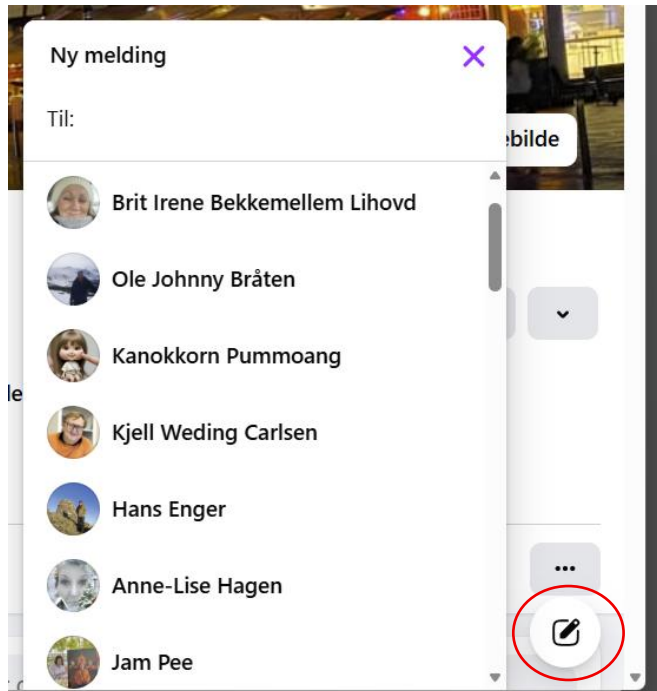 Ny melding
Til:
ebilde
Brit Irene Bekkemellem Lihovd
Ole Johnny Bråten
Kanokkorn Pummoang
le
Kjell Weding Carlsen
Hans Enger
Anne-Lise Hagen
Jam Pee